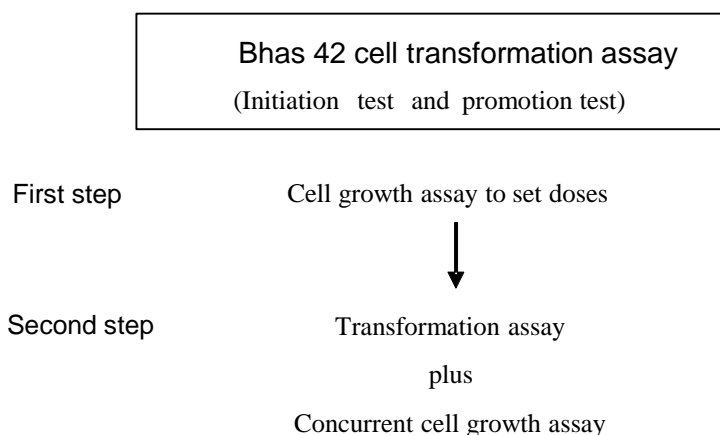 Bhas 42 cell transformation assay
(Initiation test and promotion test)
First step Cell growth assay to set doses
Second step Transformation assay
plus
Concurrent cell growth assay